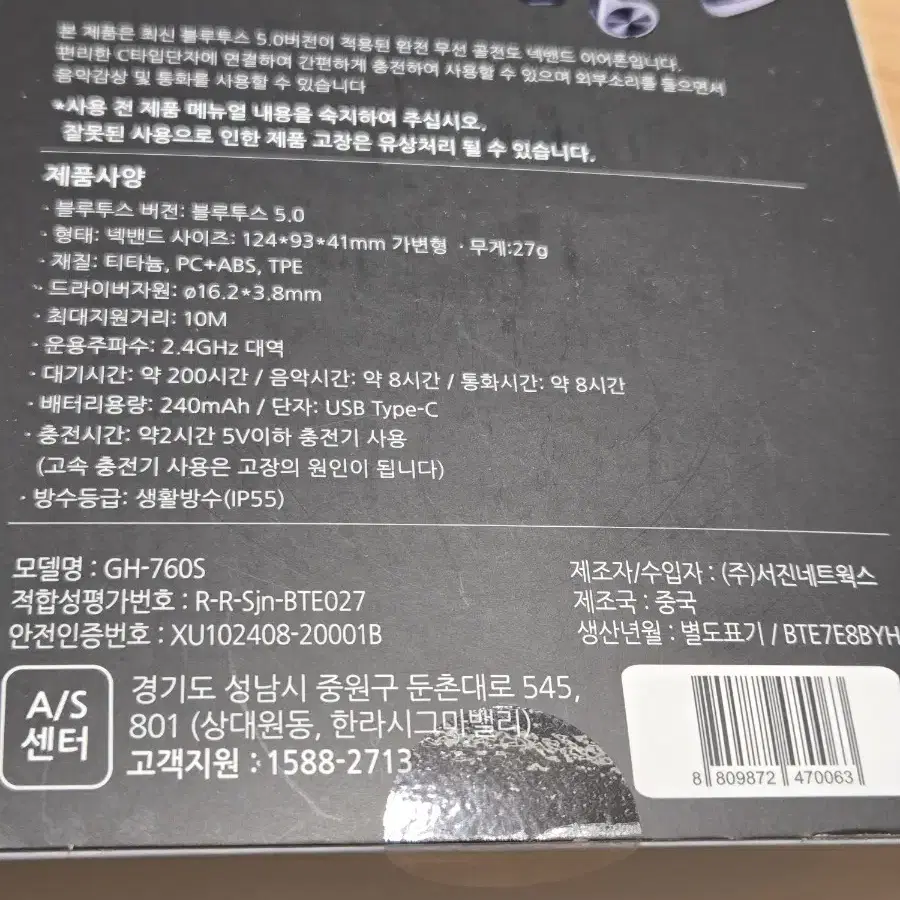 본 제품은 최신 블루투스 5.0버전이 적용된 완전 무선 골전도 넥밴드 이어폰입니다.
편리한 C타입단자에 연결하여 간편하게 충전하여 사용할 수 있으며 외부소리를 들으면서
음악감상 및 통화를 사용할 수 있습니다
*사용 전 제품 메뉴얼 내용을 숙지하여 주십시오.
잘못된 사용으로 인한 제품 고장은 유상처리 될 수 있습니다.
제품사양
· 블루투스 버전: 블루투스 5.0
· 형태: 넥밴드 사이즈: 124*93*41mm 가변형 · 무게:27g
· 재질: 티타늄, PC+ABS, TPE
· 드라이버자원: ø16.2*3.8mm
· 최대지원거리: 10M
· 운용주파수: 2.4GHz 대역
· 대기시간: 약 200시간 / 음악시간: 약 8시간 / 통화시간: 약 8시간
· 배터리용량: 240mAh / 단자: USB Type-C
· 충전시간: 약2시간 5V이하 충전기 사용
(고속 충전기 사용은 고장의 원인이 됩니다)
· 방수등급: 생활방수(IP55)
모델명 : GH-760S
적합성평가번호 : R-R-Sjn-BTE027
안전인증번호 : XU102408-20001B
제조자/수입자 : (주)서진네트웍스
제조국 : 중국
생산년월 : 별도표기 / BTE7E8BYH
A/S
센터
경기도 성남시 중원구 둔촌대로 545,
801 (상대원동, 한라시그마밸리)
고객지원 : 1588-2713
8 809872 470063